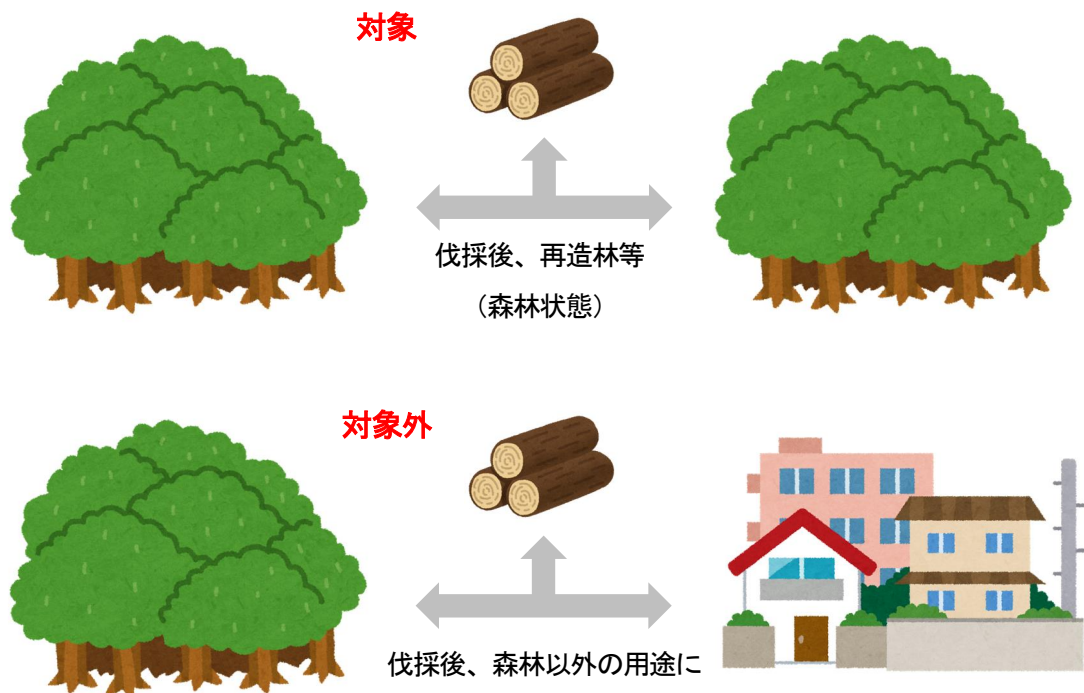 対象
伐採後、再造林等
（森林状態）
対象外
伐採後、森林以外の用途に